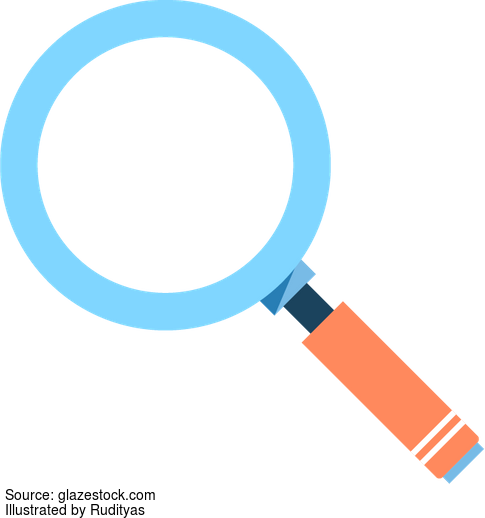 Source: glazestock.com
Illustrated by Rudityas